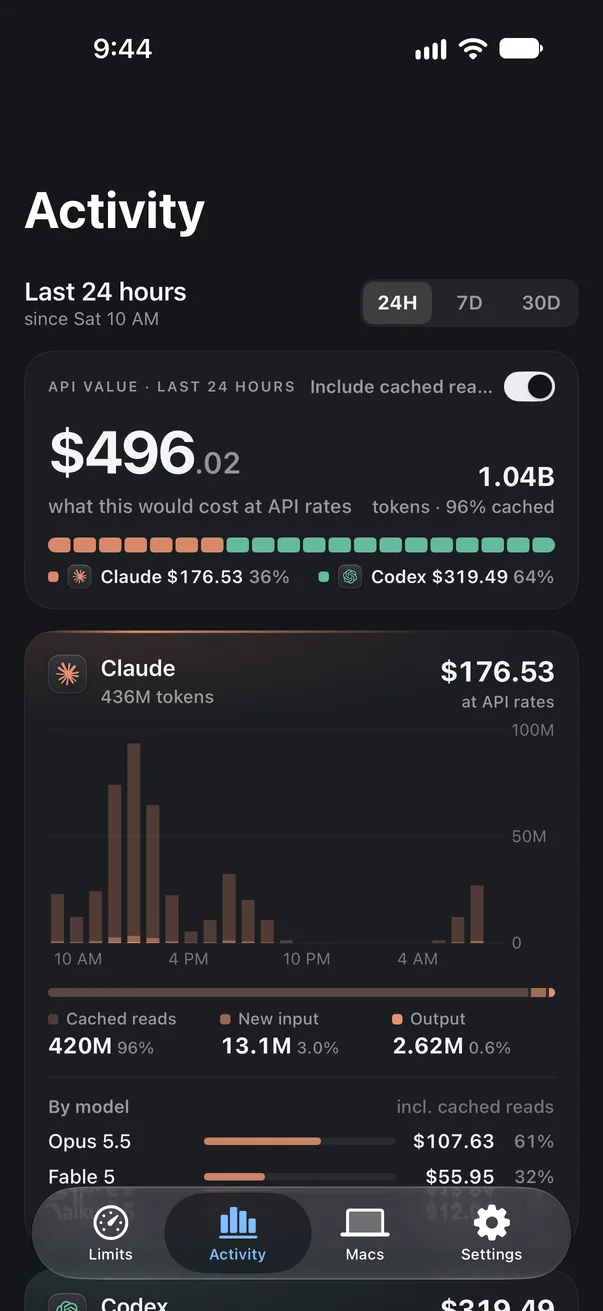 9:44
Activity
Last 24 hours
since Sat 10 AM
24H 7D 30D
API VALUE · LAST 24 HOURS Include cached rea...
$496.02
1.04B
what this would cost at API rates tokens · 96% cached
Claude $176.53 36% Codex $319.49 64%
Claude $176.53
436M tokens at API rates
100M
50M
0
10 AM 4 PM 10 PM 4 AM
Cached reads New input Output
420M 96% 13.1M 3.0% 2.62M 0.6%
By model incl. cached reads
Opus 5.5 $107.63 61%
Fable 5 $55.95 32%
Limits Activity Macs Settings
Codex $319.49